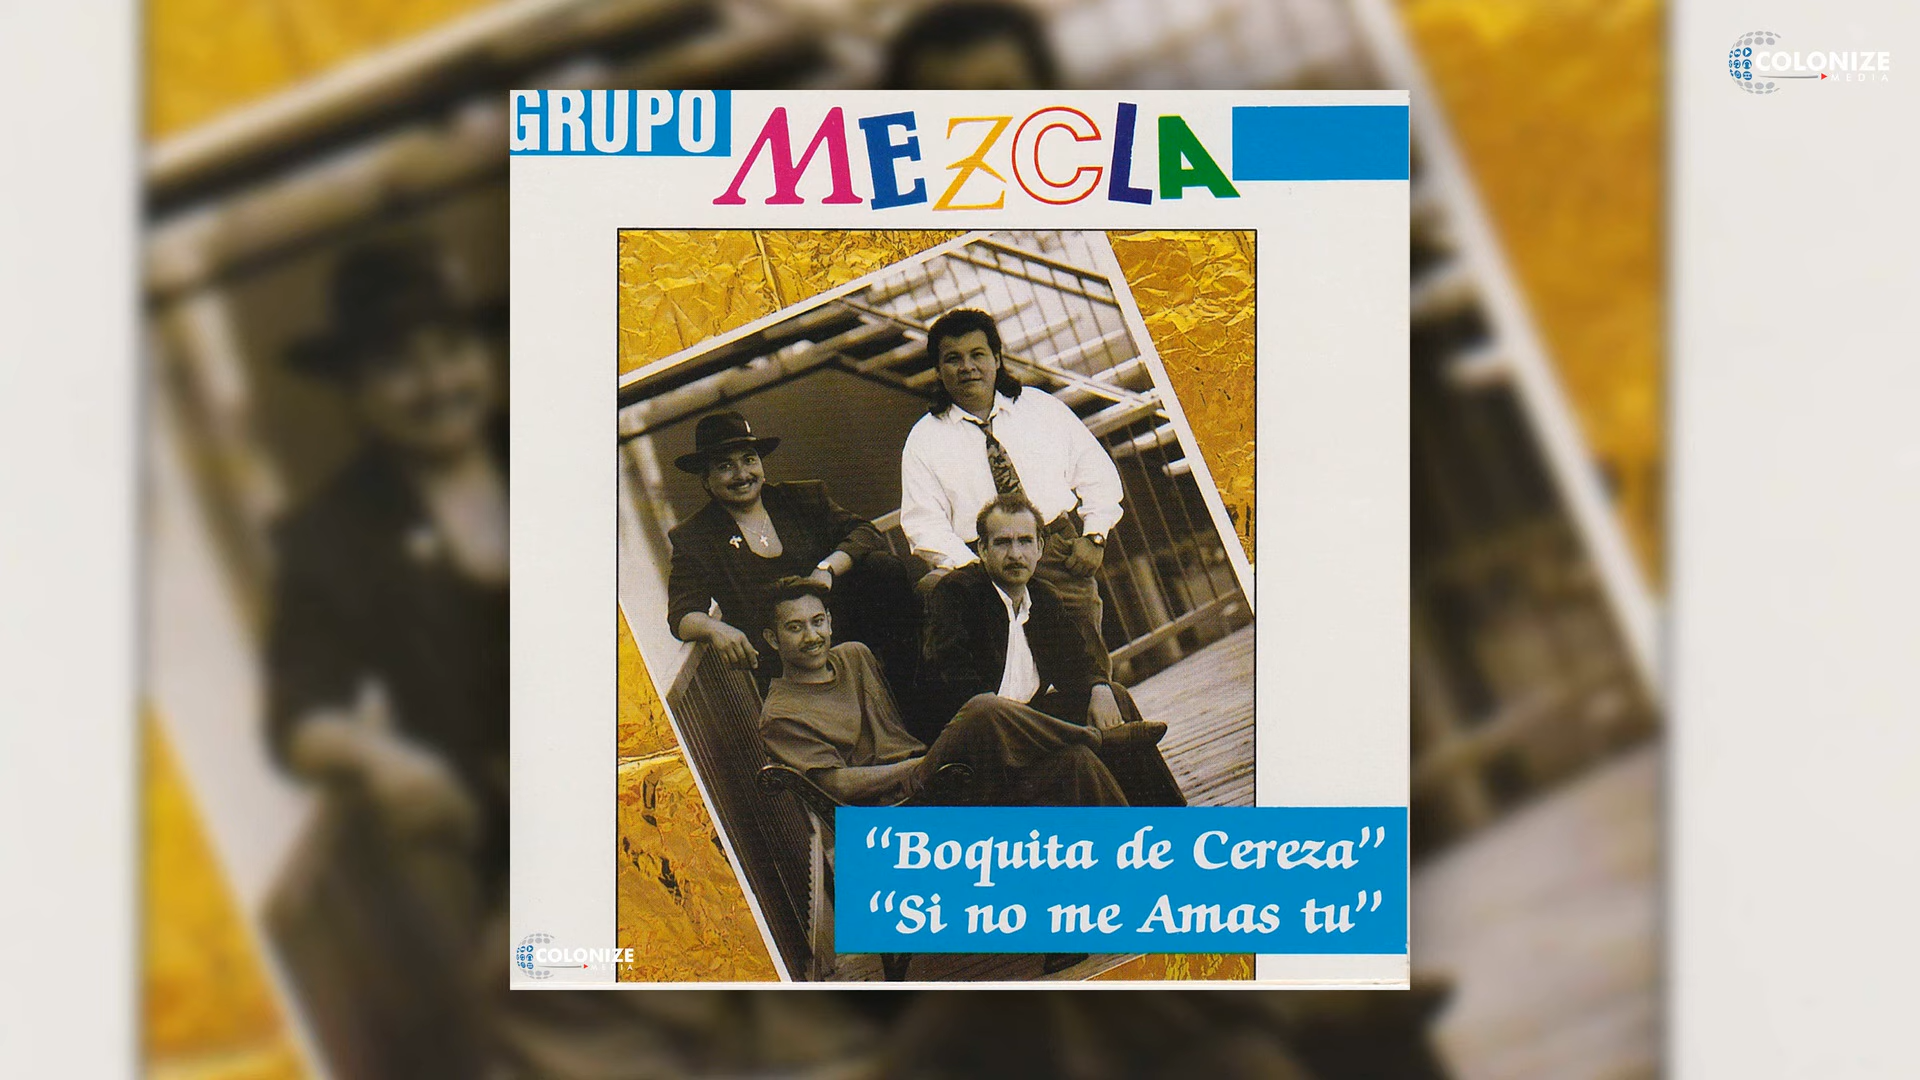 COLONIZE
MEDIA
GRUPO MEZCLA
“Boquita de Cereza”
“Si no me Amas tu”
COLONIZE
MEDIA